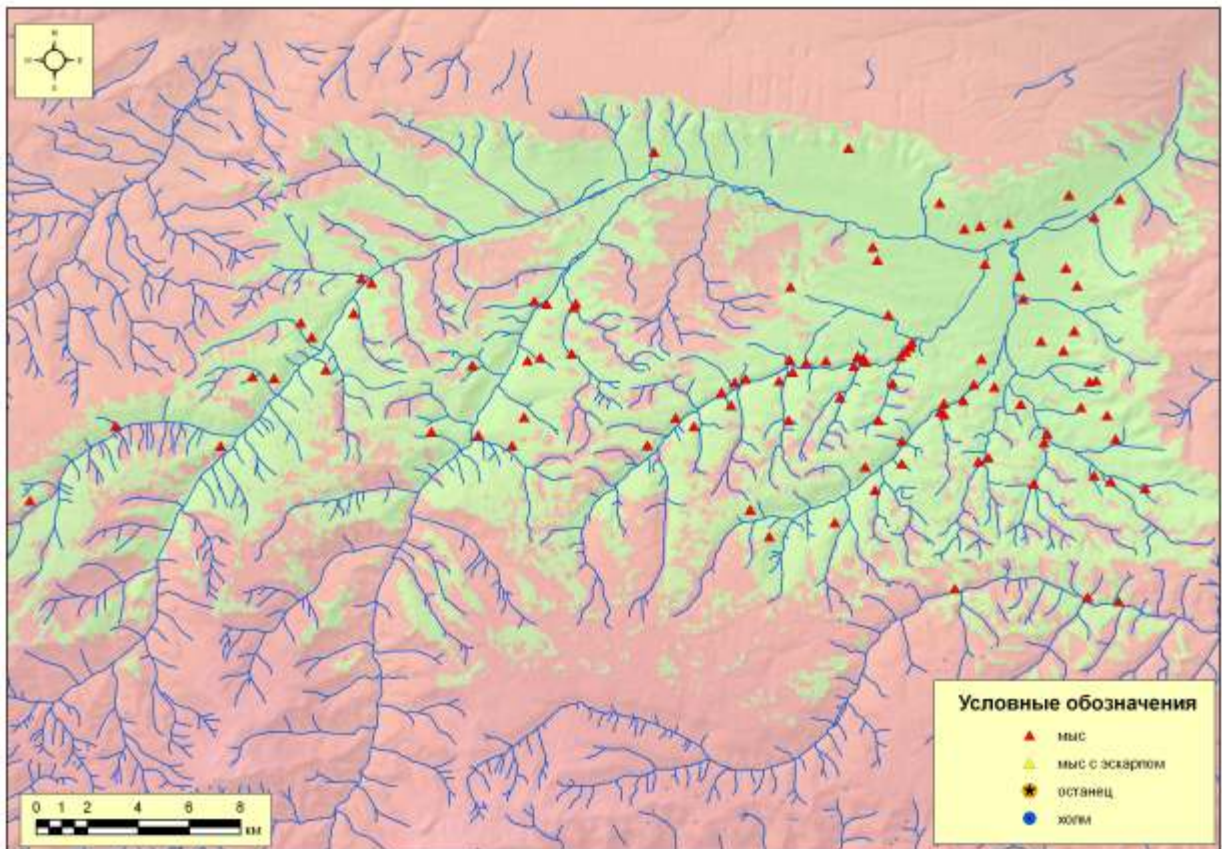 N
W E
S
Условные обозначения
мыс
мыс с эскарпом
останец
холм
0 1 2 4 6 8
км